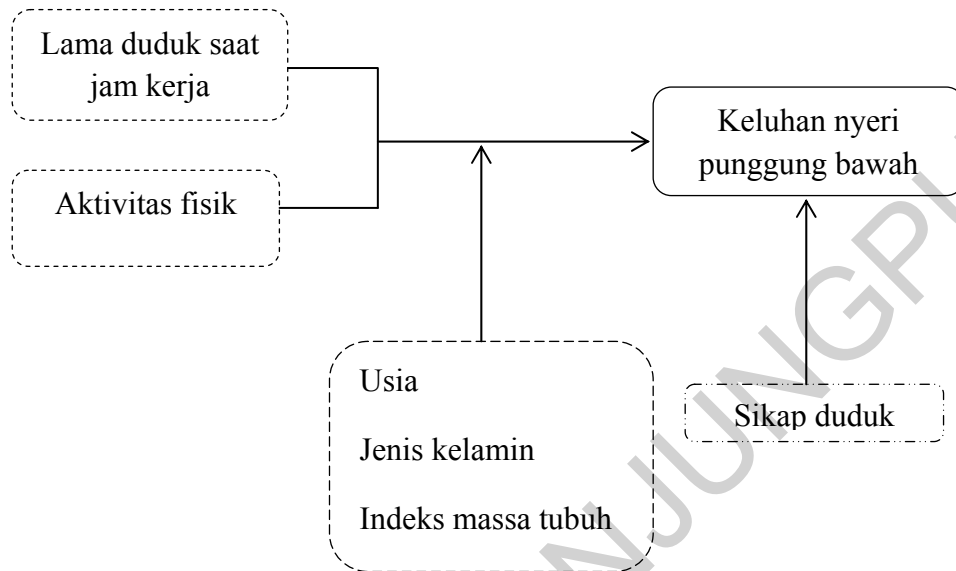 Lama duduk saat
jam kerja
Aktivitas fisik
Keluhan nyeri
punggung bawah
Usia
Jenis kelamin
Indeks massa tubuh
Sikap duduk